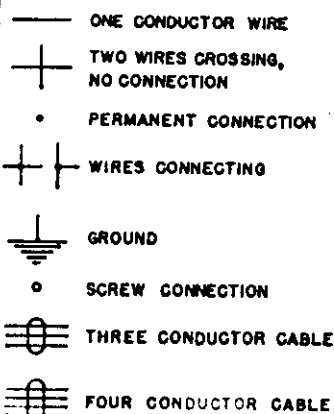 ONE CONDUCTOR WIRE
TWO WIRES CROSSING,
NO CONNECTION
PERMANENT CONNECTION
WIRES CONNECTING
GROUND
SCREW CONNECTION
THREE CONDUCTOR CABLE
FOUR CONDUCTOR CABLE